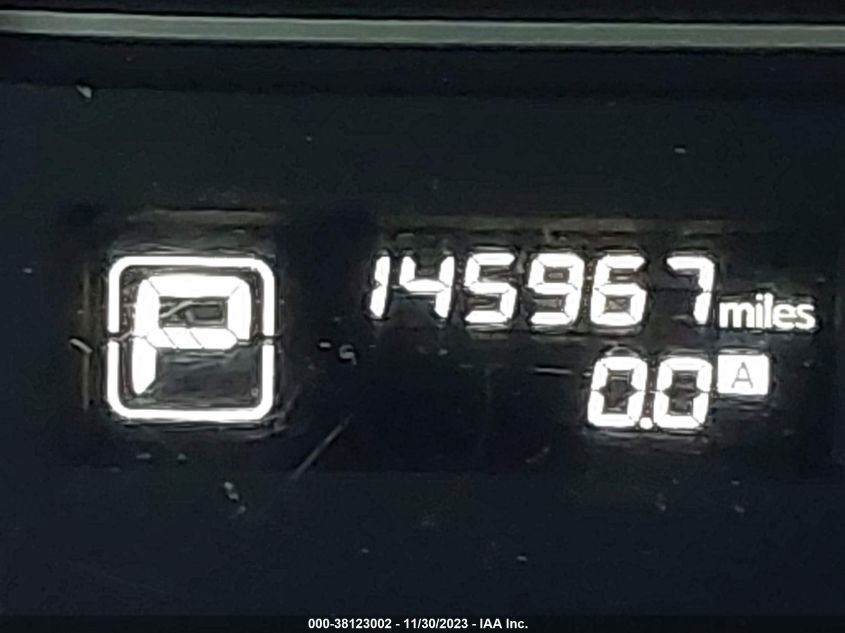 P
145967 miles
0.0 A
000-38123002 - 11/30/2023 - IAA Inc.